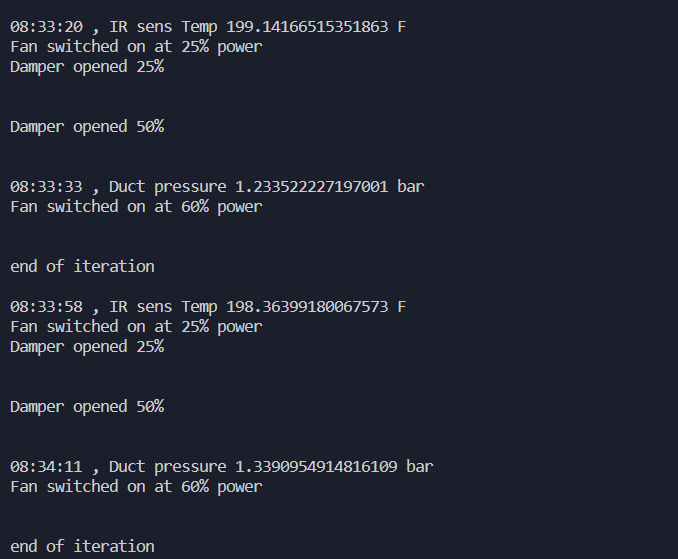 08:33:20 , IR sens Temp 199.14166515351863 F
Fan switched on at 25% power
Damper opened 25%
Damper opened 50%
08:33:33 , Duct pressure 1.233522227197001 bar
Fan switched on at 60% power
end of iteration
08:33:58 , IR sens Temp 198.36399180067573 F
Fan switched on at 25% power
Damper opened 25%
Damper opened 50%
08:34:11 , Duct pressure 1.3390954914816109 bar
Fan switched on at 60% power
end of iteration